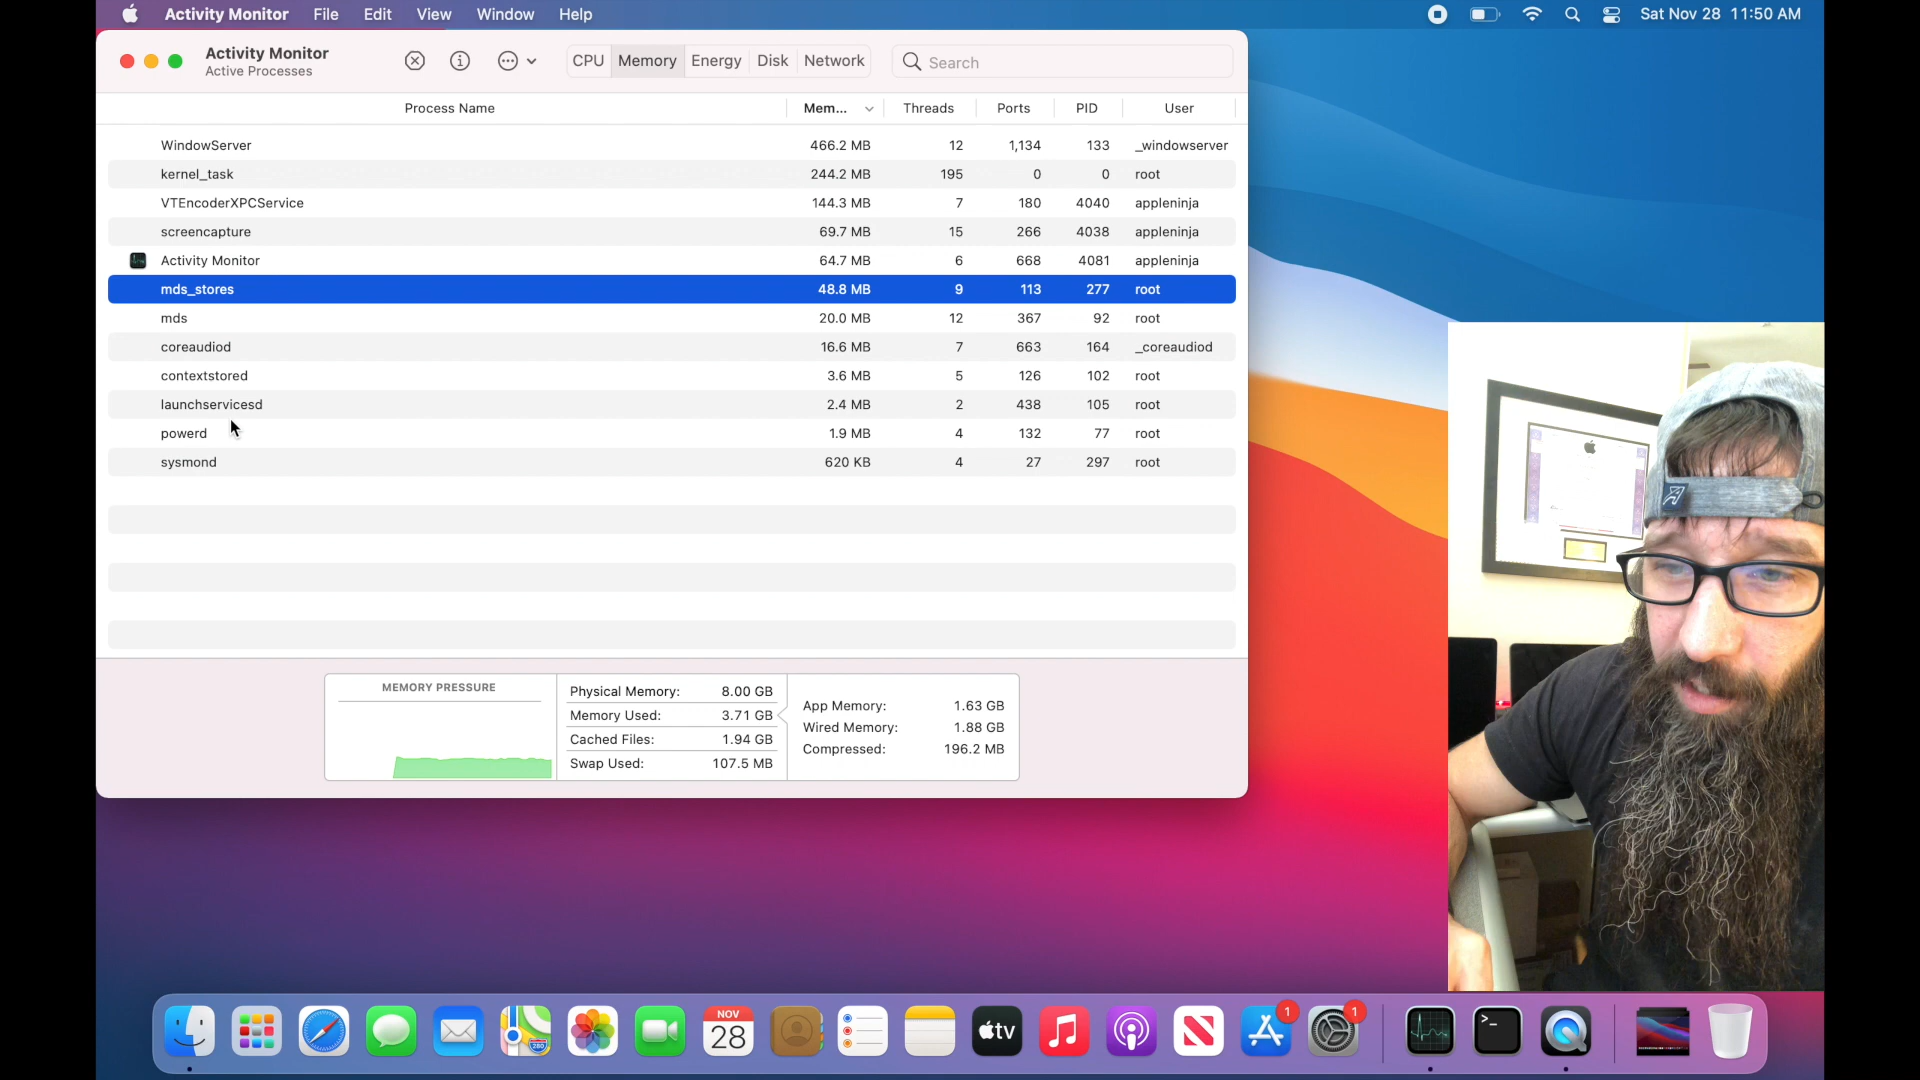 Activity Monitor File Edit View Window Help Sat Nov 28 11:50 AM
Activity Monitor
Active Processes
CPU Memory Energy Disk Network Search
Process Name Mem... Threads Ports PID User
WindowServer 466.2 MB 12 1,134 133 _windowserver
kernel_task 244.2 MB 195 0 0 root
VTEncoderXPCService 144.3 MB 7 180 4040 appleninja
screencapture 69.7 MB 15 266 4038 appleninja
Activity Monitor 64.7 MB 6 668 4081 appleninja
mds_stores 48.8 MB 9 113 277 root
mds 20.0 MB 12 367 92 root
coreaudiod 16.6 MB 7 663 164 _coreaudiod
contextstored 3.6 MB 5 126 102 root
launchservicesd 2.4 MB 2 438 105 root
powerd 1.9 MB 4 132 77 root
sysmond 620 KB 4 27 297 root
MEMORY PRESSURE
Physical Memory: 8.00 GB
Memory Used: 3.71 GB
Cached Files: 1.94 GB
Swap Used: 107.5 MB
App Memory: 1.63 GB
Wired Memory: 1.88 GB
Compressed: 196.2 MB
280
NOV
28
tv
1
1
>_